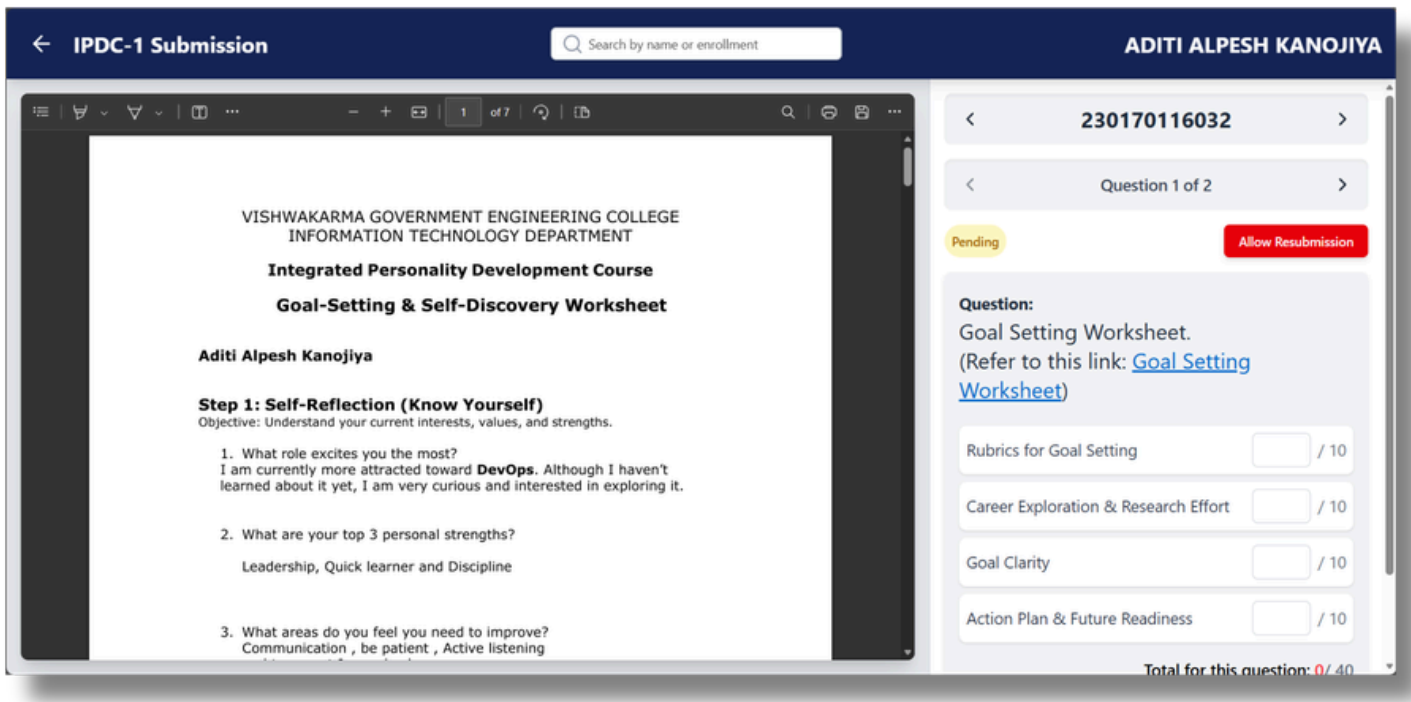 IPDC-1 Submission
Search by name or enrollment
ADITI ALPESH KANOJIYA
1 of 7
VISHWAKARMA GOVERNMENT ENGINEERING COLLEGE
INFORMATION TECHNOLOGY DEPARTMENT
Integrated Personality Development Course
Goal-Setting & Self-Discovery Worksheet
Aditi Alpesh Kanojiya
Step 1: Self-Reflection (Know Yourself)
Objective: Understand your current interests, values, and strengths.
1. What role excites you the most?
I am currently more attracted toward DevOps. Although I haven't
learned about it yet, I am very curious and interested in exploring it.
2. What are your top 3 personal strengths?
Leadership, Quick learner and Discipline
3. What areas do you feel you need to improve?
Communication , be patient , Active listening
230170116032
Question 1 of 2
Pending
Allow Resubmission
Question:
Goal Setting Worksheet.
(Refer to this link: Goal Setting
Worksheet)
Rubrics for Goal Setting / 10
Career Exploration & Research Effort / 10
Goal Clarity / 10
Action Plan & Future Readiness / 10
Total for this question: 0/ 40